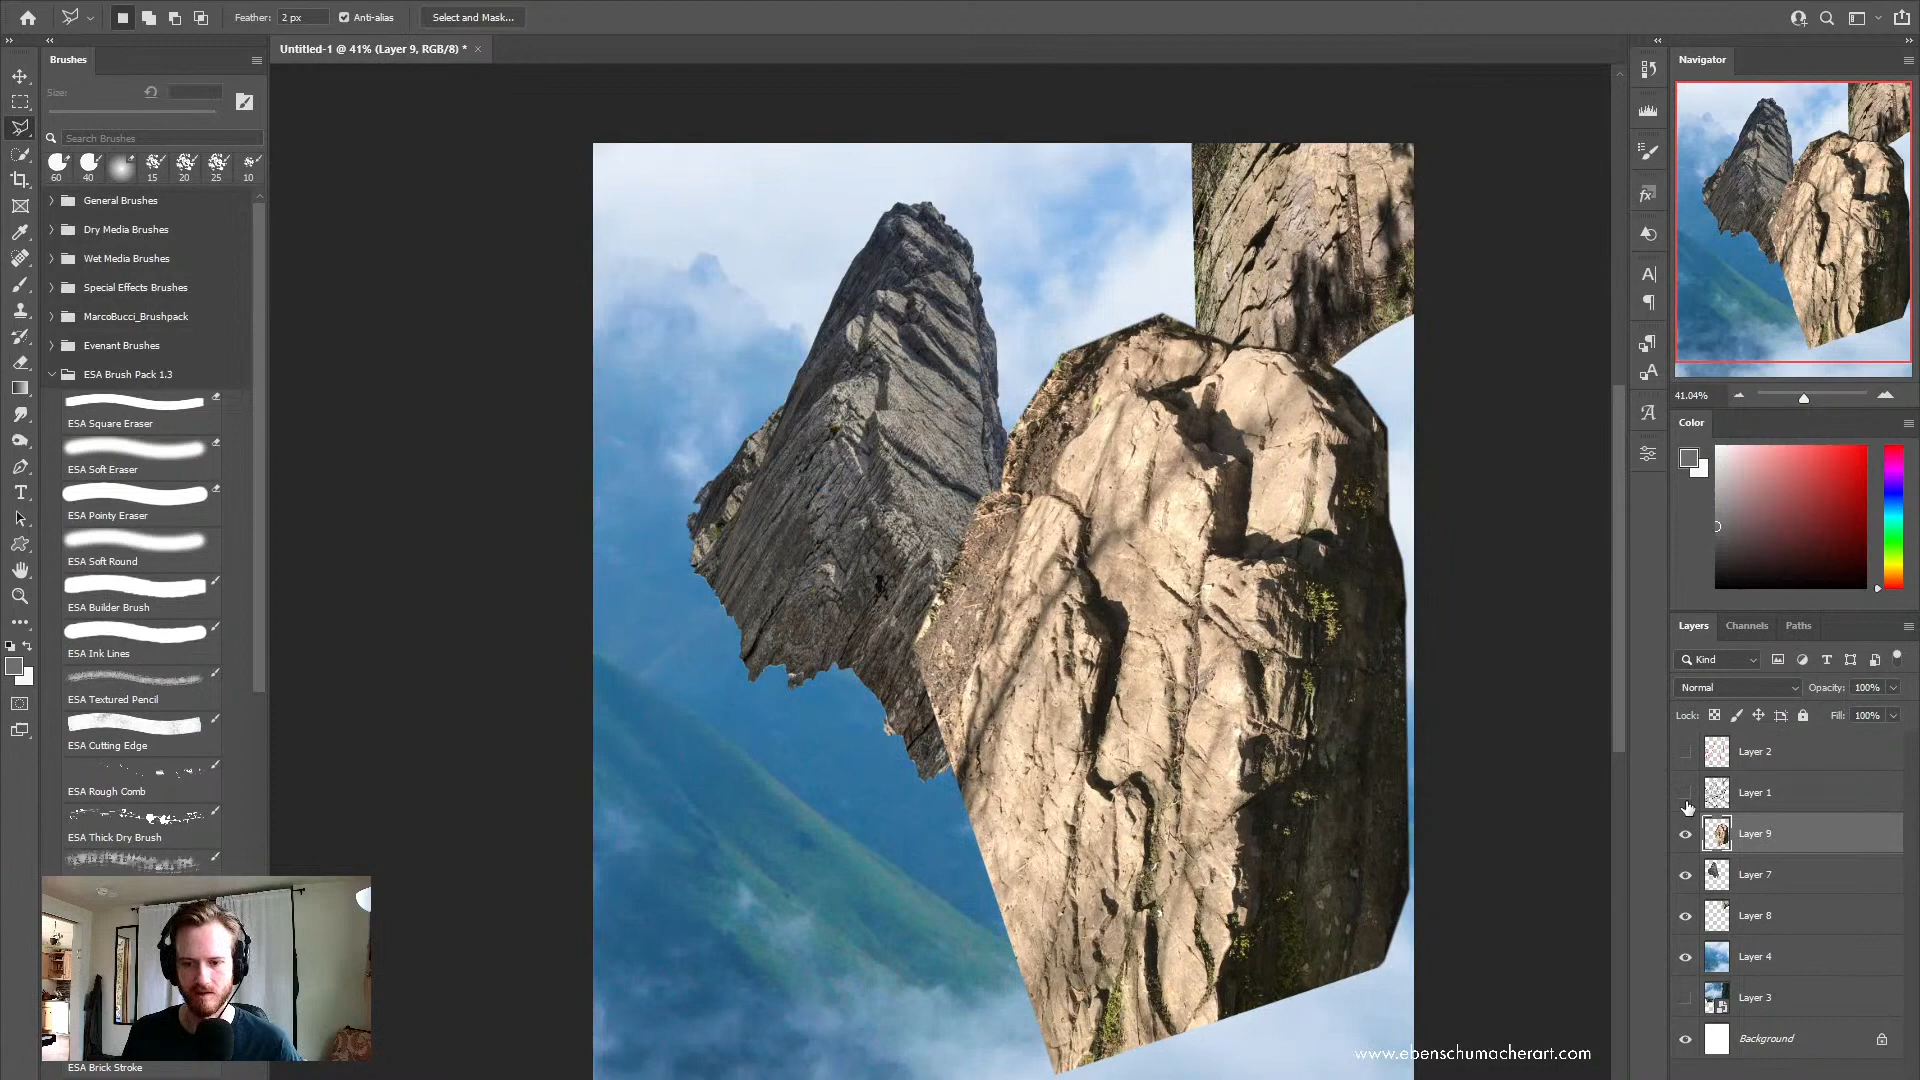 Feather: 2 px
Anti-alias
Select and Mask...
Brushes
Untitled-1 @ 41% (Layer 9, RGB/8) *
Navigator
Size:
Search Brushes
60 40 15 20 25 10
General Brushes
Dry Media Brushes
Wet Media Brushes
Special Effects Brushes
MarcoBucci_Brushpack
Evenant Brushes
ESA Brush Pack 1.3
ESA Square Eraser
ESA Soft Eraser
ESA Pointy Eraser
ESA Soft Round
ESA Builder Brush
ESA Ink Lines
ESA Textured Pencil
ESA Cutting Edge
ESA Rough Comb
ESA Thick Dry Brush
ESA Brick Stroke
41.04%
Color
Layers Channels Paths
Kind
Normal
Opacity: 100%
Lock:
Fill: 100%
Layer 2
Layer 1
Layer 9
Layer 7
Layer 8
Layer 4
Layer 3
Background
www.ebenschumacherart.com